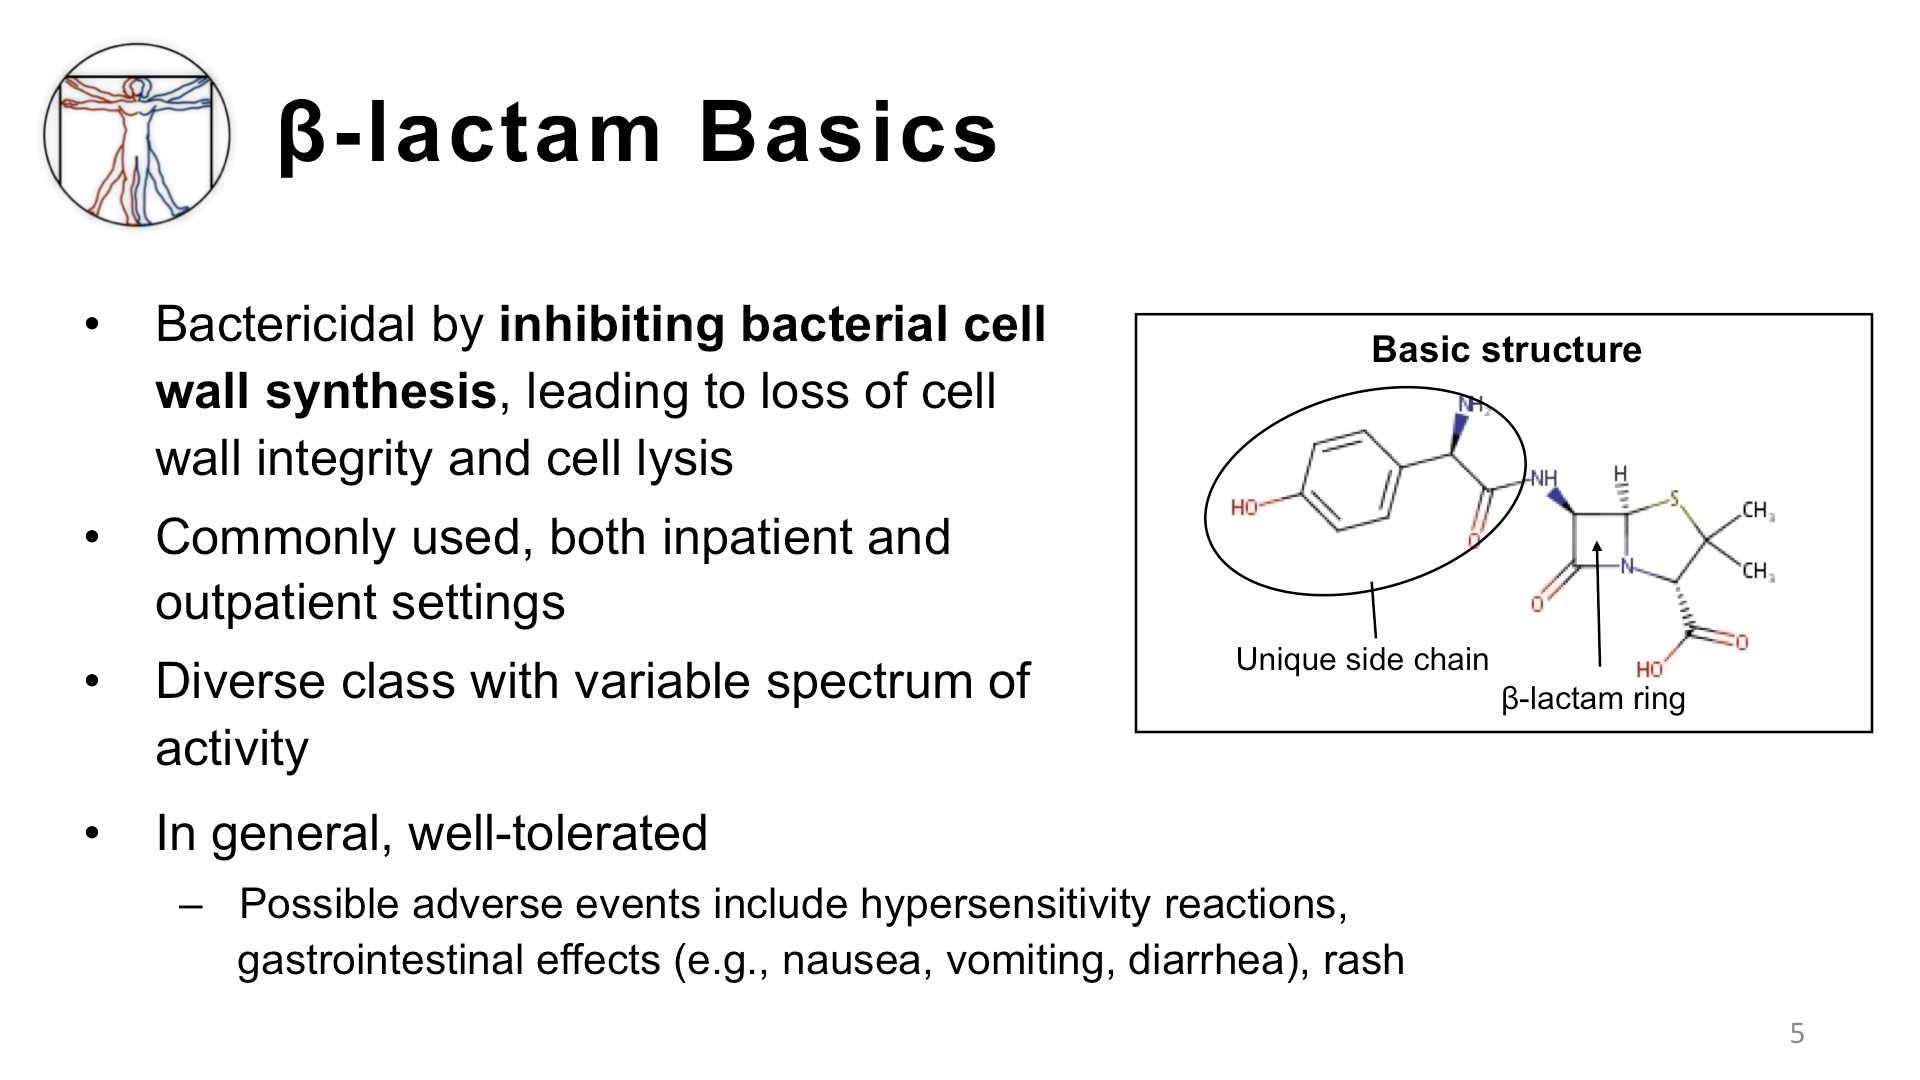 β-lactam Basics
• Bactericidal by inhibiting bacterial cell
wall synthesis, leading to loss of cell
wall integrity and cell lysis
• Commonly used, both inpatient and
outpatient settings
• Diverse class with variable spectrum of
activity
• In general, well-tolerated
– Possible adverse events include hypersensitivity reactions,
gastrointestinal effects (e.g., nausea, vomiting, diarrhea), rash
Basic structure
NH₂
HO
O
NH
H
S
CH₃
CH₃
N
O
O
HO
Unique side chain
β-lactam ring
5